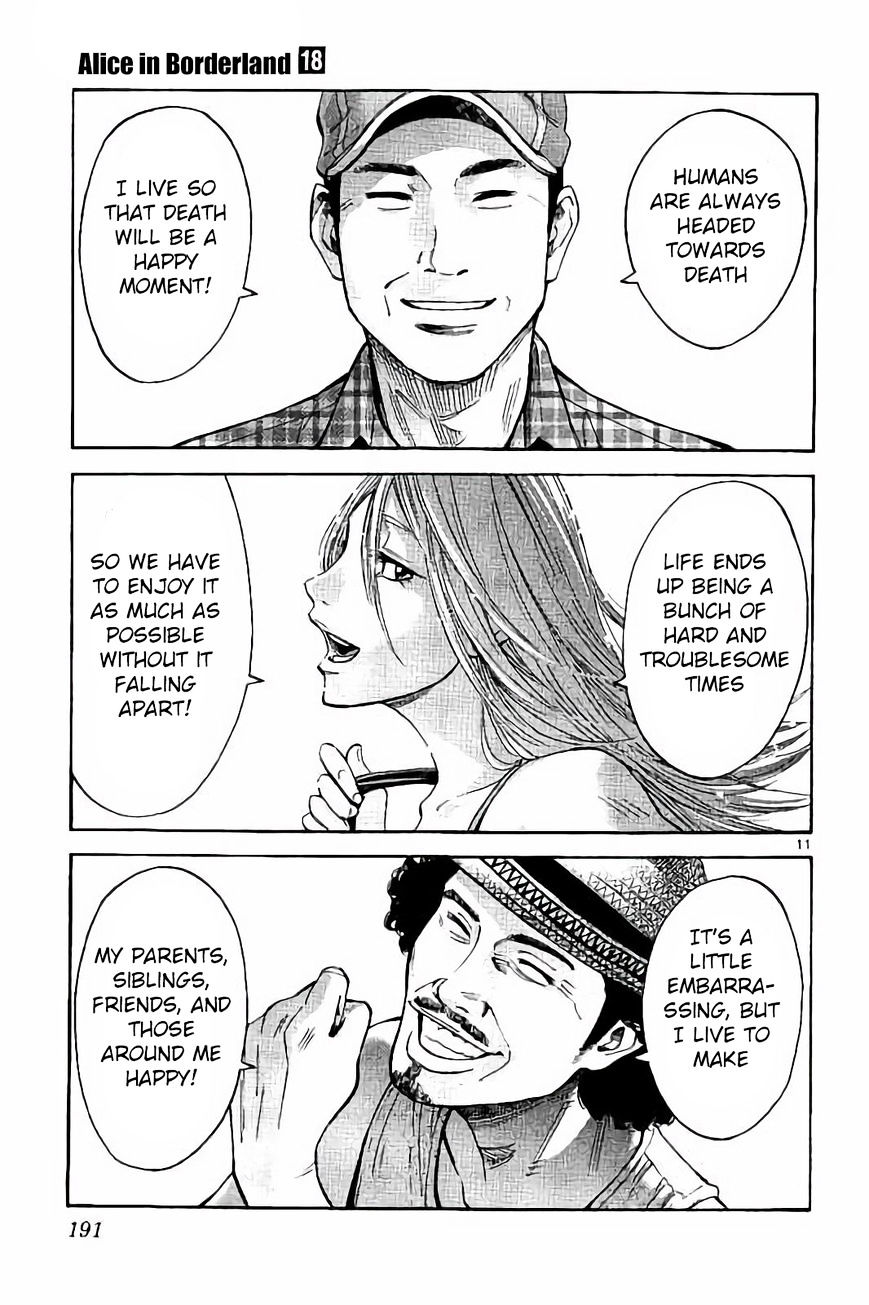 Alice in Borderland 18
HUMANS
ARE ALWAYS
HEADED
TOWARDS
DEATH
I LIVE SO
THAT DEATH
WILL BE A
HAPPY
MOMENT!
LIFE ENDS
UP BEING A
BUNCH OF
HARD AND
TROUBLESOME
TIMES
SO WE HAVE
TO ENJOY IT
AS MUCH AS
POSSIBLE
WITHOUT IT
FALLING
APART!
11
IT'S A
LITTLE
EMBARRA-
SSING, BUT
I LIVE TO
MAKE
MY PARENTS,
SIBLINGS,
FRIENDS, AND
THOSE
AROUND ME
HAPPY!
191